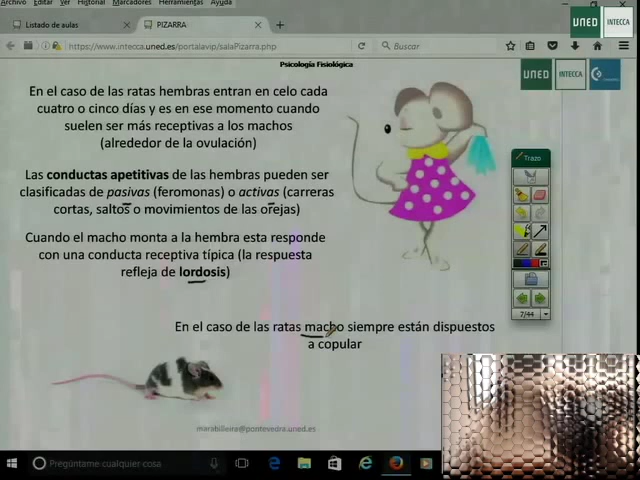 Archivo Editar Ver Historial Marcadores Herramientas Ayuda
Listado de aulas
PIZARRA
https://www.intecca.uned.es/portalavip/salaPizarra.php
Buscar
UNED
INTECCA
Psicología Fisiológica
UNED
INTECCA
En el caso de las ratas hembras entran en celo cada
cuatro o cinco días y es en ese momento cuando
suelen ser más receptivas a los machos
(alrededor de la ovulación)
Las conductas apetitivas de las hembras pueden ser
clasificadas de pasivas (feromonas) o activas (carreras
cortas, saltos o movimientos de las orejas)
Cuando el macho monta a la hembra esta responde
con una conducta receptiva típica (la respuesta
refleja de lordosis)
En el caso de las ratas macho siempre están dispuestos
a copular
Trazo
7/44
marabilleira@pontevedra.uned.es
Pregúntame cualquier cosa